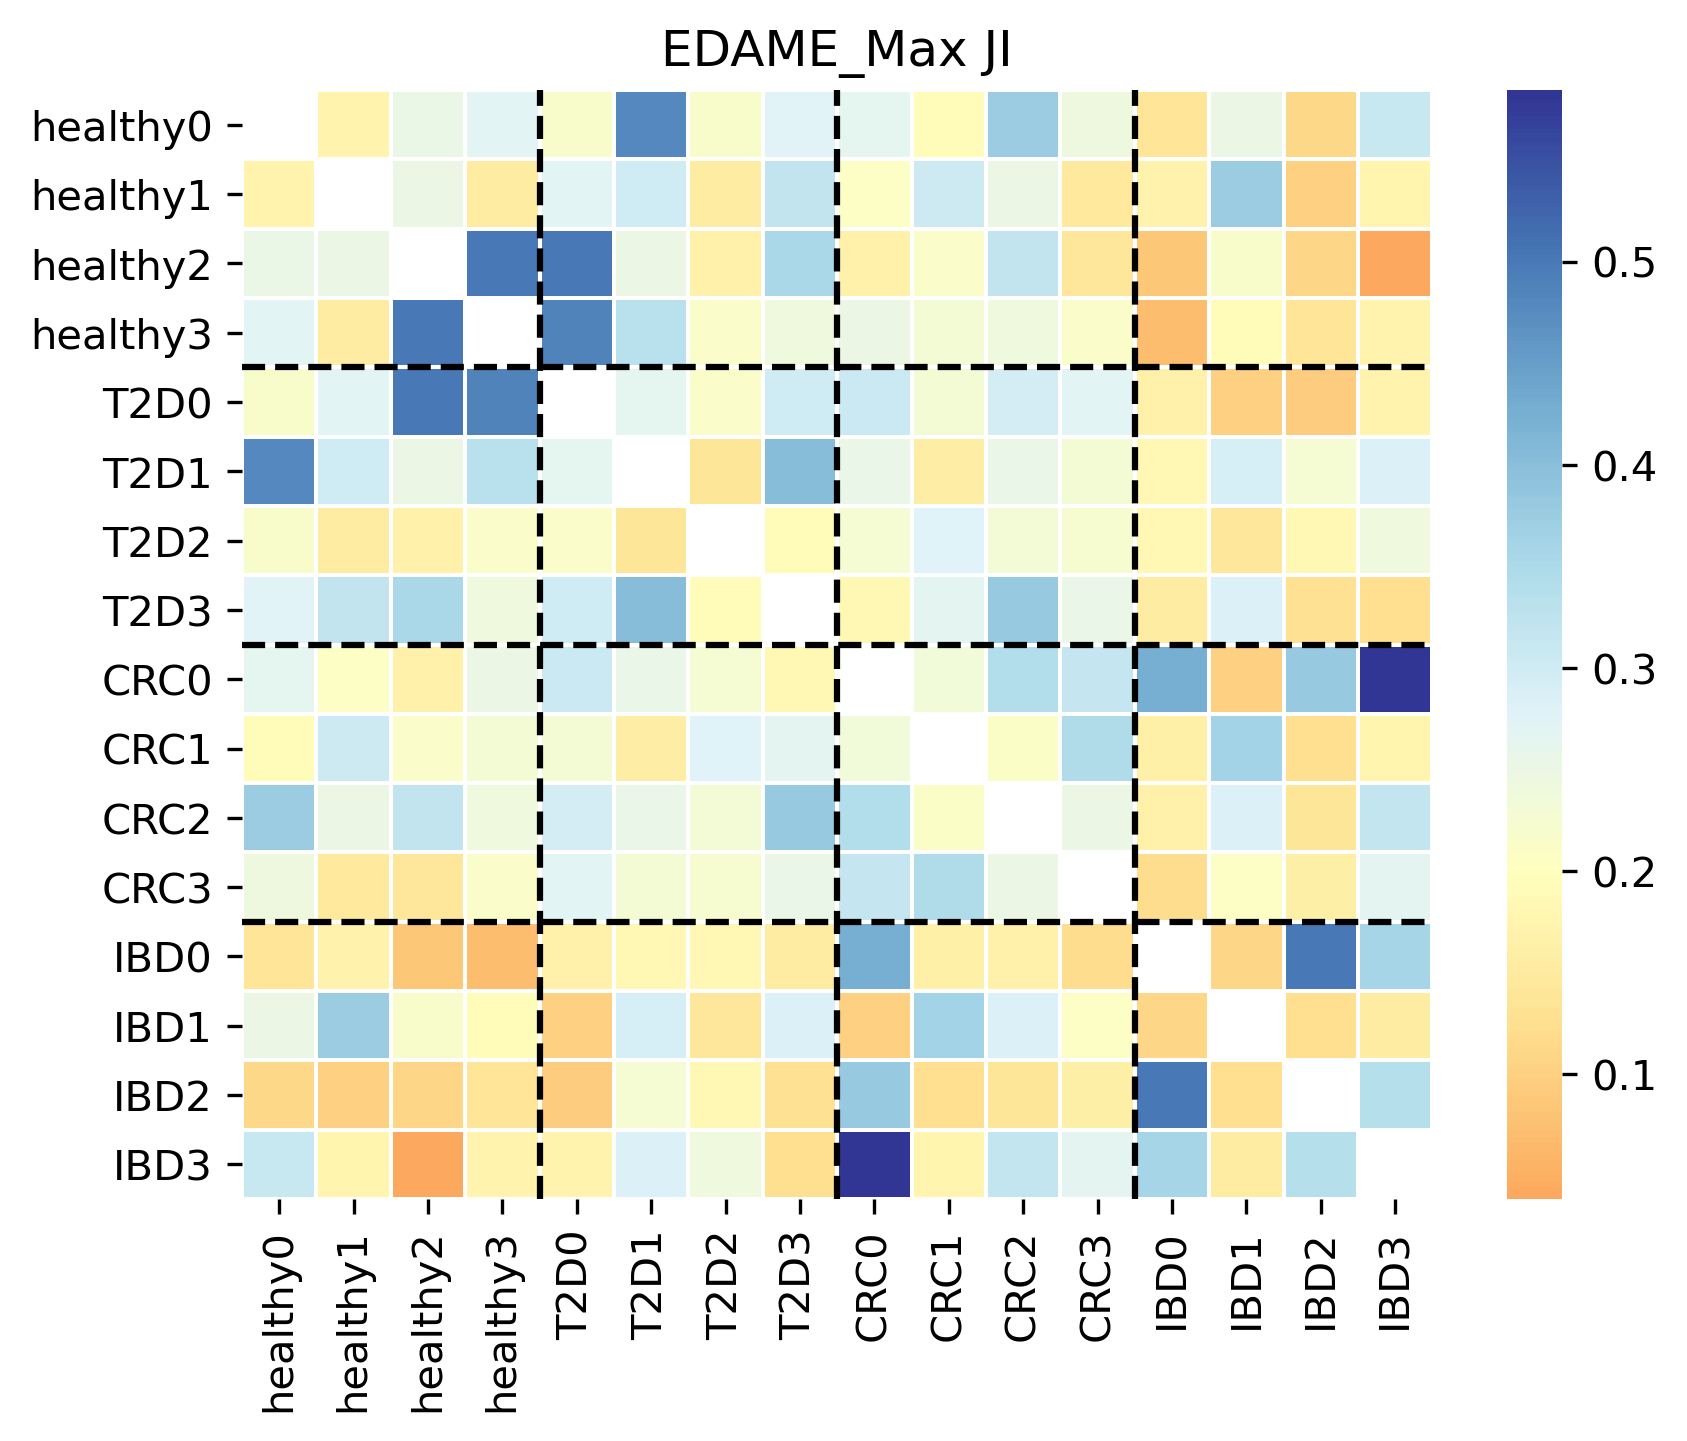 EDAME_Max JI
healthy0
healthy1
healthy2
healthy3
T2D0
T2D1
T2D2
T2D3
CRC0
CRC1
CRC2
CRC3
IBD0
IBD1
IBD2
IBD3
healthy0
healthy1
healthy2
healthy3
T2D0
T2D1
T2D2
T2D3
CRC0
CRC1
CRC2
CRC3
IBD0
IBD1
IBD2
IBD3
0.5
0.4
0.3
0.2
0.1